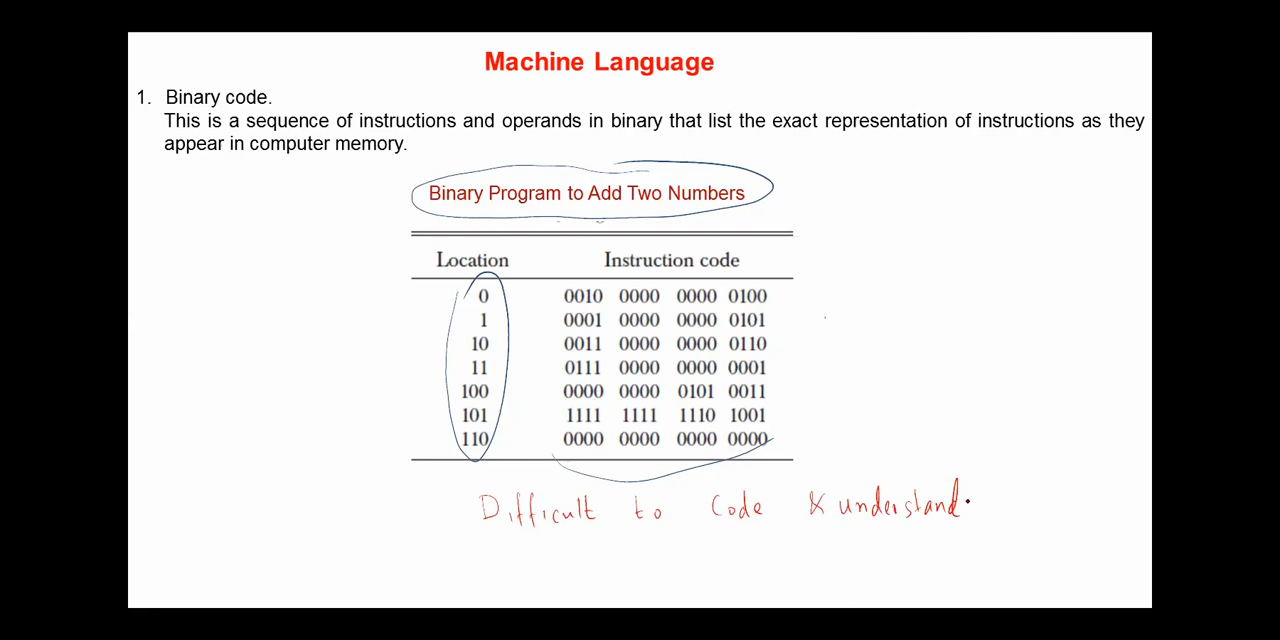 Machine Language
1. Binary code.
This is a sequence of instructions and operands in binary that list the exact representation of instructions as they
appear in computer memory.
Binary Program to Add Two Numbers
Location Instruction code
0 0010 0000 0000 0100
1 0001 0000 0000 0101
10 0011 0000 0000 0110
11 0111 0000 0000 0001
100 0000 0000 0101 0011
101 1111 1111 1110 1001
110 0000 0000 0000 0000
Difficult to Code & understand.